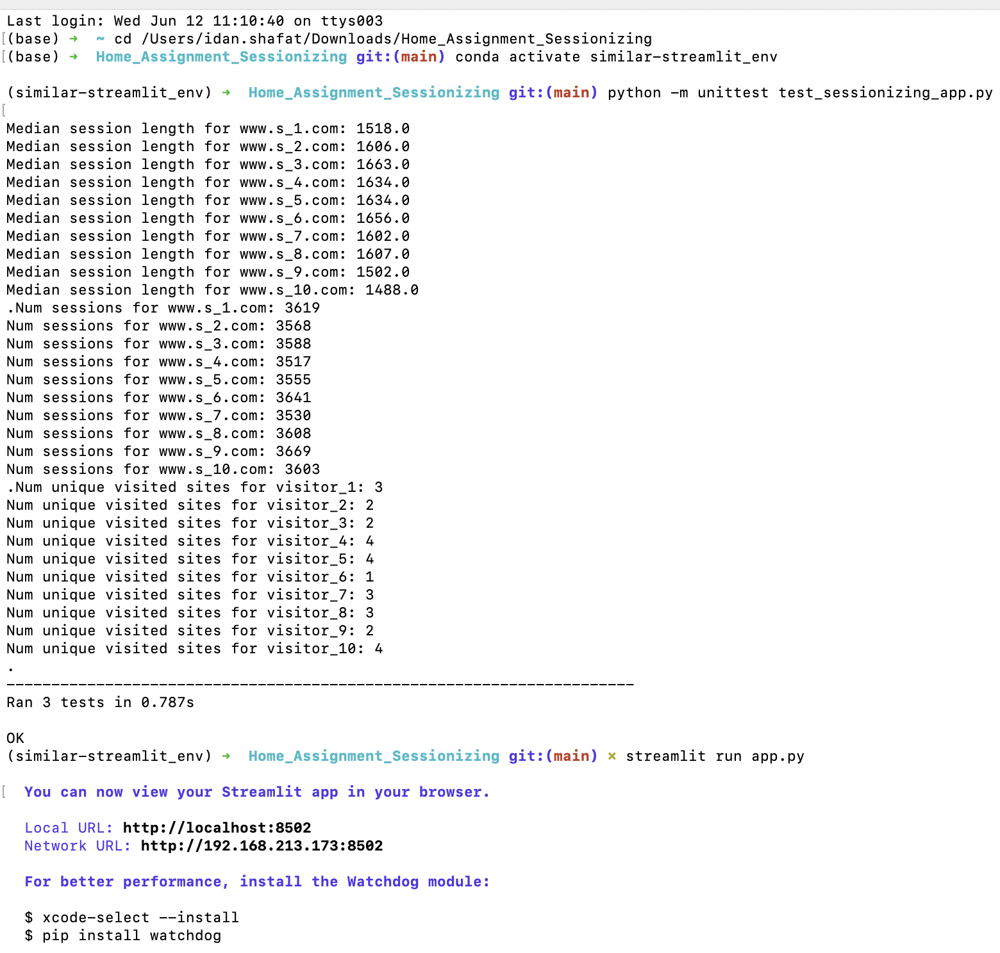 Last login: Wed Jun 12 11:10:40 on ttys003
[(base) ➜  ~ cd /Users/idan.shafat/Downloads/Home_Assignment_Sessionizing
[(base) ➜  Home_Assignment_Sessionizing git:(main) conda activate similar-streamlit_env

(similar-streamlit_env) ➜  Home_Assignment_Sessionizing git:(main) python -m unittest test_sessionizing_app.py
[
Median session length for www.s_1.com: 1518.0
Median session length for www.s_2.com: 1606.0
Median session length for www.s_3.com: 1663.0
Median session length for www.s_4.com: 1634.0
Median session length for www.s_5.com: 1634.0
Median session length for www.s_6.com: 1656.0
Median session length for www.s_7.com: 1602.0
Median session length for www.s_8.com: 1607.0
Median session length for www.s_9.com: 1502.0
Median session length for www.s_10.com: 1488.0
.Num sessions for www.s_1.com: 3619
Num sessions for www.s_2.com: 3568
Num sessions for www.s_3.com: 3588
Num sessions for www.s_4.com: 3517
Num sessions for www.s_5.com: 3555
Num sessions for www.s_6.com: 3641
Num sessions for www.s_7.com: 3530
Num sessions for www.s_8.com: 3608
Num sessions for www.s_9.com: 3669
Num sessions for www.s_10.com: 3603
.Num unique visited sites for visitor_1: 3
Num unique visited sites for visitor_2: 2
Num unique visited sites for visitor_3: 2
Num unique visited sites for visitor_4: 4
Num unique visited sites for visitor_5: 4
Num unique visited sites for visitor_6: 1
Num unique visited sites for visitor_7: 3
Num unique visited sites for visitor_8: 3
Num unique visited sites for visitor_9: 2
Num unique visited sites for visitor_10: 4
.
----------------------------------------------------------------------
Ran 3 tests in 0.787s

OK
(similar-streamlit_env) ➜  Home_Assignment_Sessionizing git:(main) × streamlit run app.py

[  You can now view your Streamlit app in your browser.

  Local URL: http://localhost:8502
  Network URL: http://192.168.213.173:8502

  For better performance, install the Watchdog module:

  $ xcode-select --install
  $ pip install watchdog